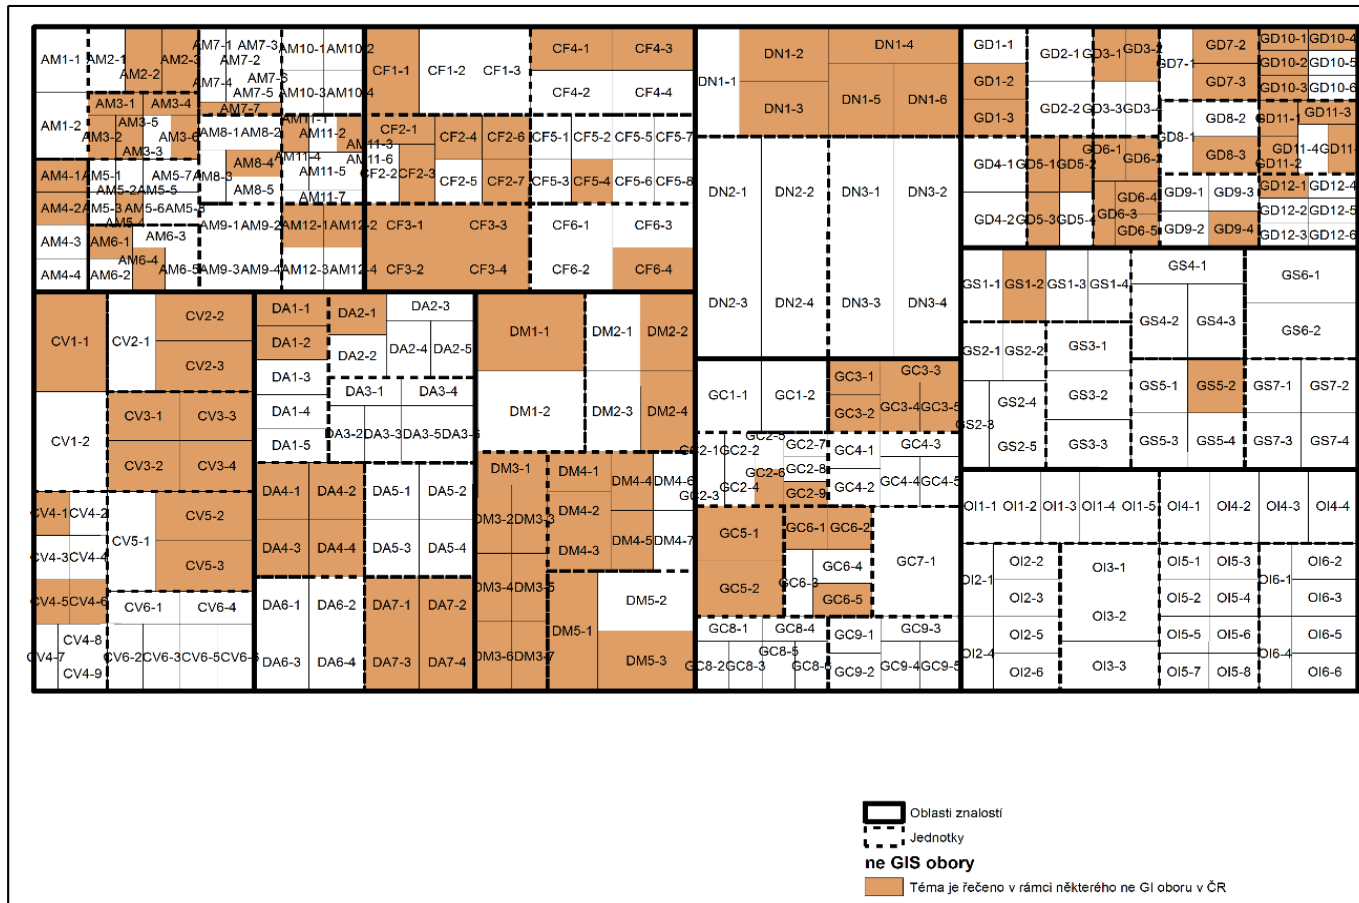 AM1-1
AM1-2
AM2-1
AM2-2
AM2-3
AM3-1
AM3-4
AM3-2
AM3-5
AM3-6
AM3-3
AM4-1
AM4-2
AM4-3
AM4-4
AM5-1
AM5-7
AM5-2
AM5-5
AM5-3
AM5-6
AM5-8
AM5-4
AM6-1
AM6-3
AM6-4
AM6-2
AM6-5
AM7-1
AM7-3
AM7-2
AM7-4
AM7-6
AM7-5
AM7-7
AM8-1
AM8-2
AM8-3
AM8-4
AM8-5
AM9-1
AM9-2
AM9-3
AM9-4
AM10-1
AM10-2
AM10-3
AM10-4
AM11-1
AM11-2
AM11-3
AM11-4
AM11-6
AM11-5
AM11-7
AM12-1
AM12-2
AM12-3
AM12-4
CF1-1
CF1-2
CF1-3
CF2-1
CF2-4
CF2-6
CF2-2
CF2-3
CF2-5
CF2-7
CF3-1
CF3-3
CF3-2
CF3-4
CF4-1
CF4-3
CF4-2
CF4-4
CF5-1
CF5-2
CF5-5
CF5-7
CF5-3
CF5-4
CF5-6
CF5-8
CF6-1
CF6-3
CF6-2
CF6-4
DN1-1
DN1-2
DN1-4
DN1-3
DN1-5
DN1-6
DN2-1
DN2-2
DN2-3
DN2-4
DN3-1
DN3-2
DN3-3
DN3-4
GD1-1
GD1-2
GD1-3
GD2-1
GD2-2
GD3-1
GD3-2
GD3-3
GD3-4
GD4-1
GD4-2
GD5-1
GD5-2
GD5-3
GD5-4
GD6-1
GD6-2
GD6-4
GD6-3
GD6-5
GD7-1
GD7-2
GD7-3
GD8-1
GD8-2
GD8-3
GD9-1
GD9-3
GD9-2
GD9-4
GD10-1
GD10-4
GD10-2
GD10-5
GD10-3
GD10-6
GD11-1
GD11-3
GD11-4
GD11-2
GD12-1
GD12-4
GD12-2
GD12-5
GD12-3
GD12-6
CV1-1
CV1-2
CV2-1
CV2-2
CV2-3
CV3-1
CV3-3
CV3-2
CV3-4
CV4-1
CV4-2
CV4-3
CV4-4
CV4-5
CV4-6
CV4-7
CV4-8
CV4-9
CV5-1
CV5-2
CV5-3
CV6-1
CV6-4
CV6-2
CV6-3
CV6-5
CV6-6
DA1-1
DA1-2
DA1-3
DA1-4
DA1-5
DA2-1
DA2-3
DA2-2
DA2-4
DA2-5
DA3-1
DA3-4
DA3-2
DA3-3
DA3-5
DA3-6
DA4-1
DA4-2
DA4-3
DA4-4
DA5-1
DA5-2
DA5-3
DA5-4
DA6-1
DA6-2
DA6-3
DA6-4
DA7-1
DA7-2
DA7-3
DA7-4
DM1-1
DM1-2
DM2-1
DM2-2
DM2-3
DM2-4
DM3-1
DM3-2
DM3-3
DM3-4
DM3-5
DM3-6
DM3-7
DM4-1
DM4-4
DM4-6
DM4-2
DM4-3
DM4-5
DM4-7
DM5-1
DM5-2
DM5-3
GC1-1
GC1-2
GC2-1
GC2-2
GC2-5
GC2-7
GC2-8
GC2-6
GC2-3
GC2-4
GC2-9
GC3-1
GC3-3
GC3-2
GC3-4
GC3-5
GC4-1
GC4-3
GC4-2
GC4-4
GC4-5
GC5-1
GC5-2
GC6-1
GC6-2
GC6-3
GC6-4
GC6-5
GC7-1
GC8-1
GC8-4
GC8-2
GC8-3
GC8-5
GC8-6
GC9-1
GC9-3
GC9-2
GC9-4
GC9-5
GS1-1
GS1-2
GS1-3
GS1-4
GS2-1
GS2-2
GS2-3
GS2-4
GS2-5
GS3-1
GS3-2
GS3-3
GS4-1
GS4-2
GS4-3
GS5-1
GS5-2
GS5-3
GS5-4
GS6-1
GS6-2
GS7-1
GS7-2
GS7-3
GS7-4
OI1-1
OI1-2
OI1-3
OI1-4
OI1-5
OI2-1
OI2-2
OI2-3
OI2-4
OI2-5
OI2-6
OI3-1
OI3-2
OI3-3
OI4-1
OI4-2
OI4-3
OI4-4
OI5-1
OI5-3
OI5-2
OI5-4
OI5-5
OI5-6
OI5-7
OI5-8
OI6-1
OI6-2
OI6-3
OI6-4
OI6-5
OI6-6
Oblasti znalostí
Jednotky
ne GIS obory
Téma je řečeno v rámci některého ne GI oboru v ČR